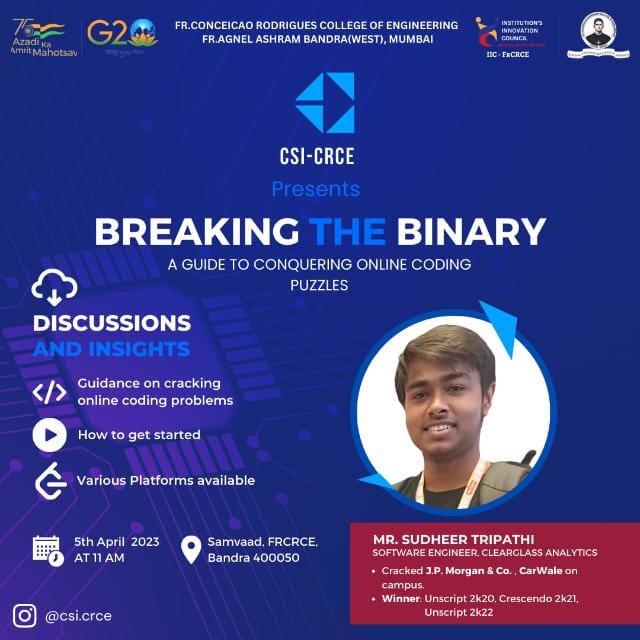 75
Azadi Ka
Amrit Mahotsav
G20
FR.CONCEICAO RODRIGUES COLLEGE OF ENGINEERING
FR.AGNEL ASHRAM BANDRA(WEST), MUMBAI
INSTITUTION'S
INNOVATION
COUNCIL
IIC - FRCRCE
CSI-CRCE
Presents
BREAKING THE BINARY
A GUIDE TO CONQUERING ONLINE CODING
PUZZLES
DISCUSSIONS
AND INSIGHTS
</> Guidance on cracking
online coding problems
How to get started
Various Platforms available
5th April 2023
AT 11 AM
Samvaad, FRCRCE,
Bandra 400050
MR. SUDHEER TRIPATHI
SOFTWARE ENGINEER, CLEARGLASS ANALYTICS
• Cracked J.P. Morgan & Co. , CarWale on
campus.
• Winner: Unscript 2k20, Crescendo 2k21,
Unscript 2k22
@csi.crce